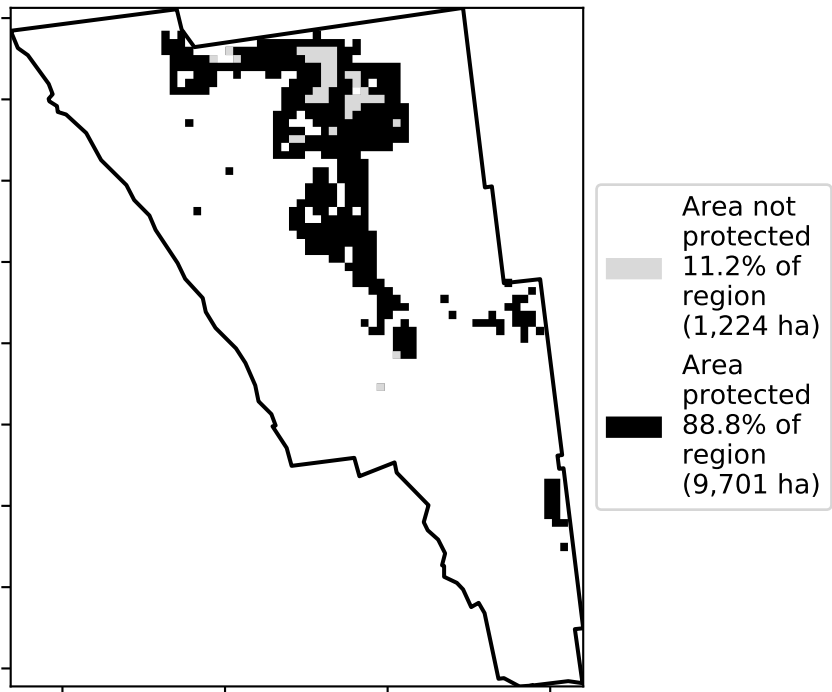 Area not
protected
11.2% of
region
(1,224 ha)
Area
protected
88.8% of
region
(9,701 ha)